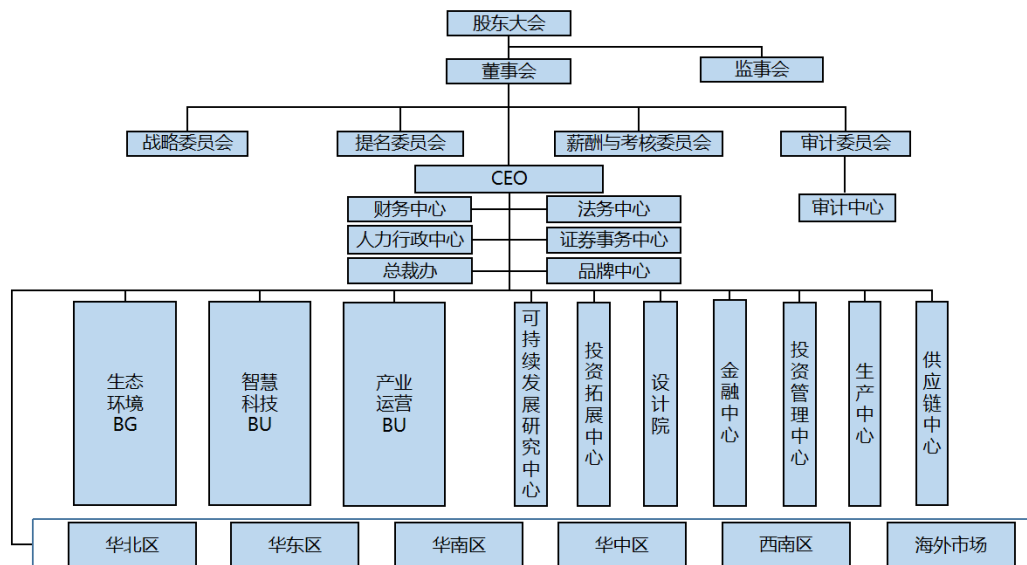 股东大会
董事会
监事会
战略委员会
提名委员会
薪酬与考核委员会
审计委员会
CEO
审计中心
财务中心
法务中心
人力行政中心
证券事务中心
总裁办
品牌中心
生态
环境
BG
智慧
科技
BU
产业
运营
BU
可持续发展研究中心
投资拓展中心
设计院
金融中心
投资管理中心
生产中心
供应链中心
华北区
华东区
华南区
华中区
西南区
海外市场